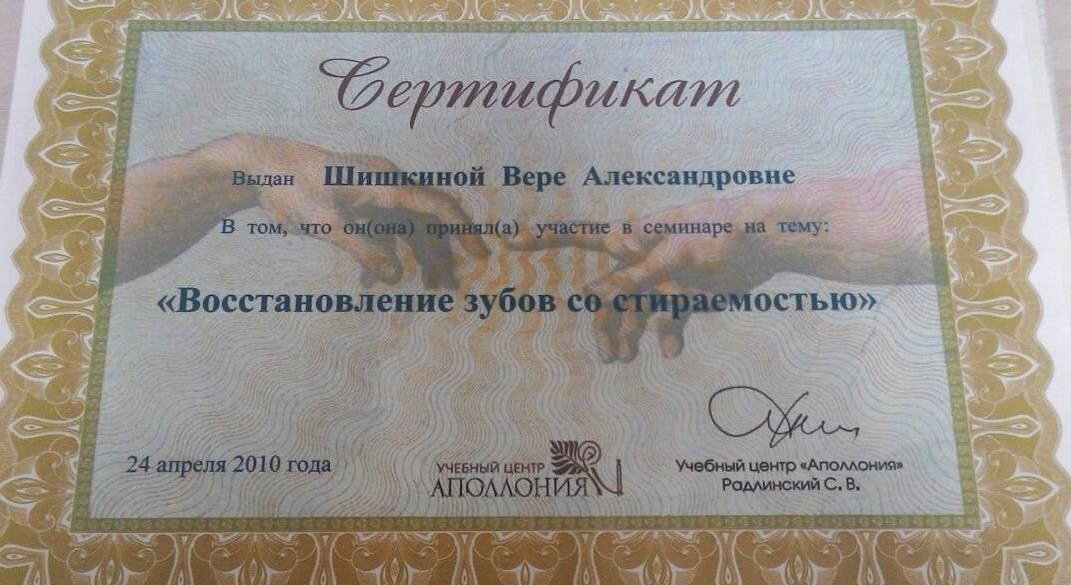 Сертификат
Выдан Шишкиной Вере Александровне
В том, что он(она) принял(а) участие в семинаре на тему:
«Восстановление зубов со стираемостью»
24 апреля 2010 года
УЧЕБНЫЙ ЦЕНТР
АПОЛЛОНИЯ
Учебный центр «Аполлония»
Радлинский С. В.